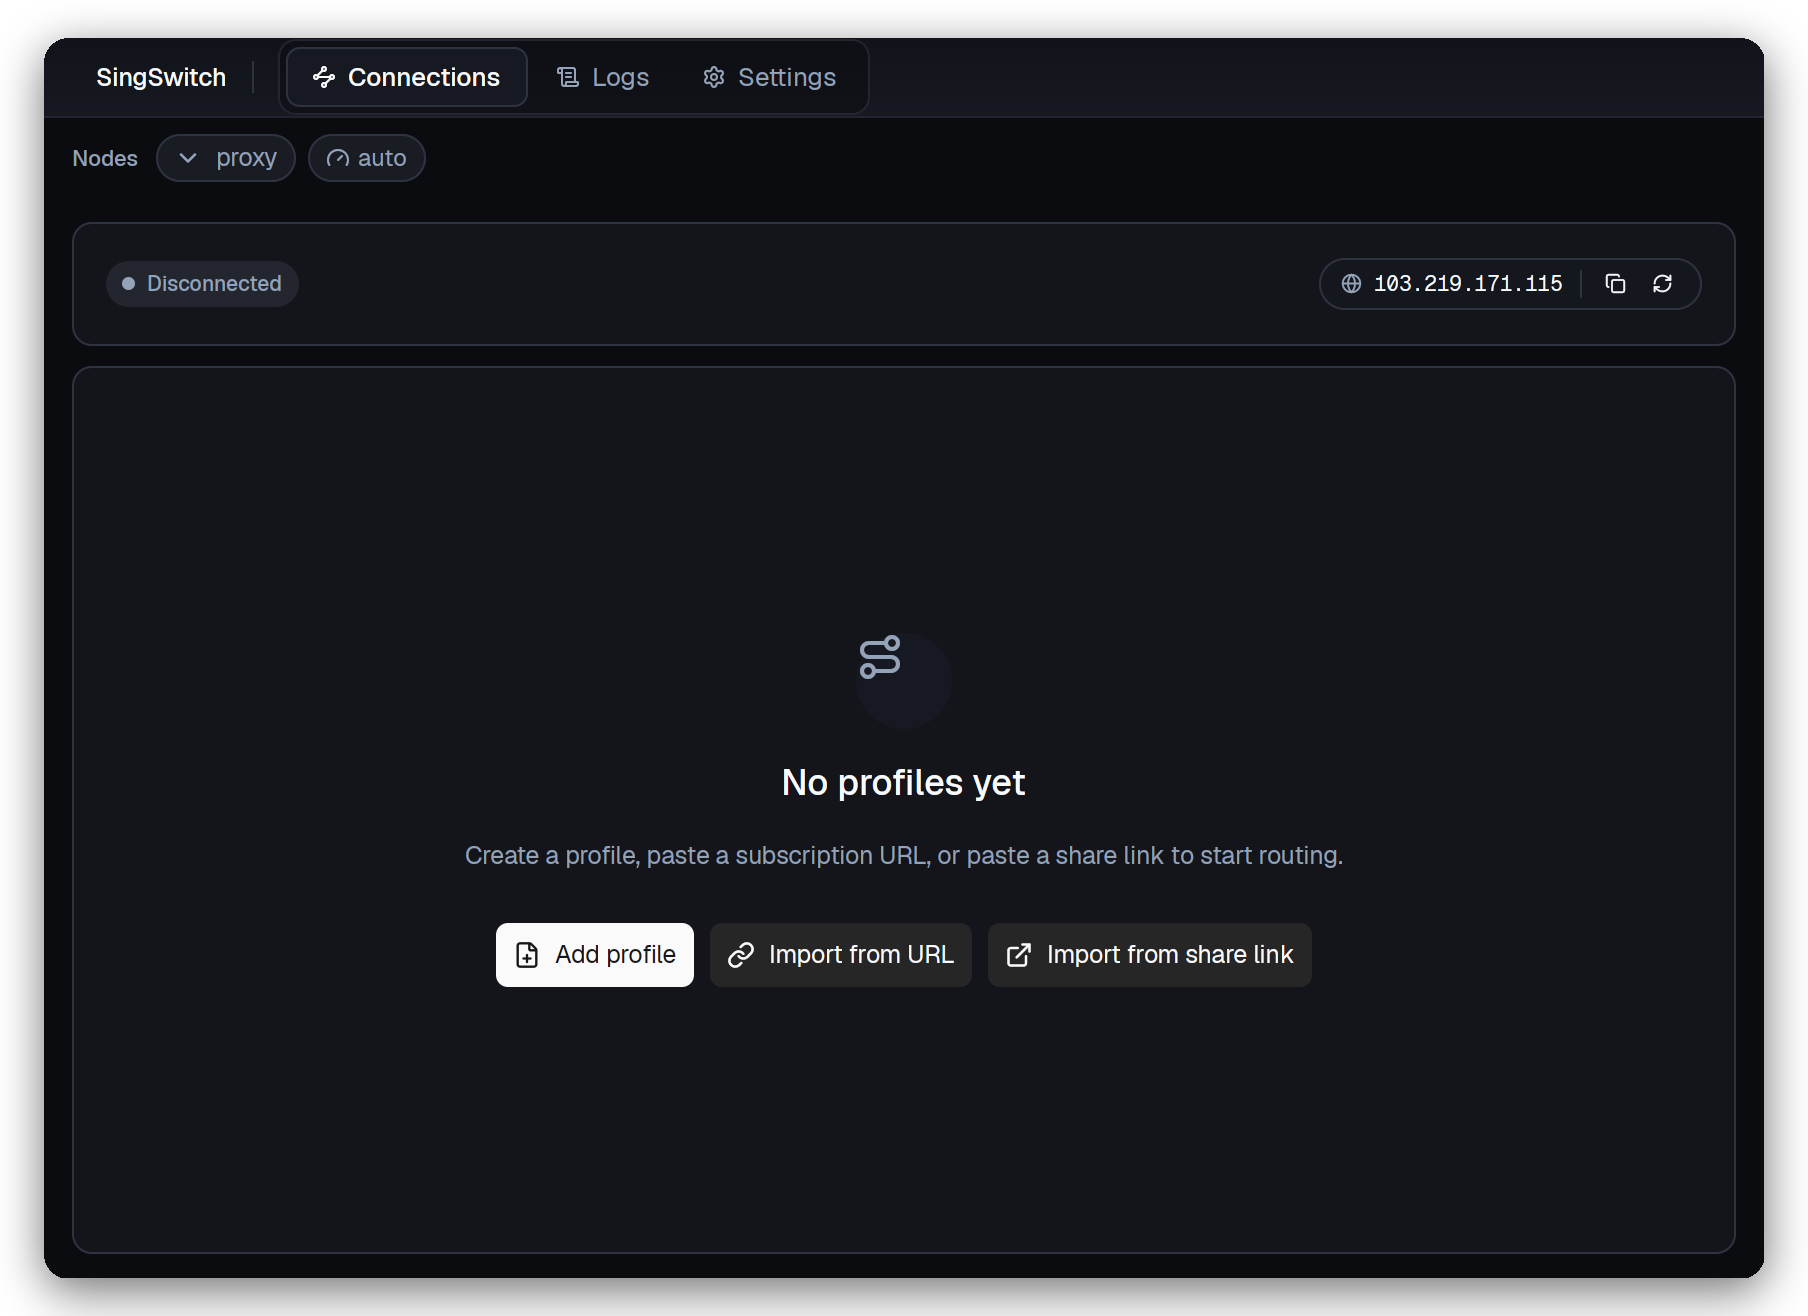 SingSwitch
Connections
Logs
Settings
Nodes
proxy
auto
Disconnected
103.219.171.115
No profiles yet
Create a profile, paste a subscription URL, or paste a share link to start routing.
Add profile
Import from URL
Import from share link